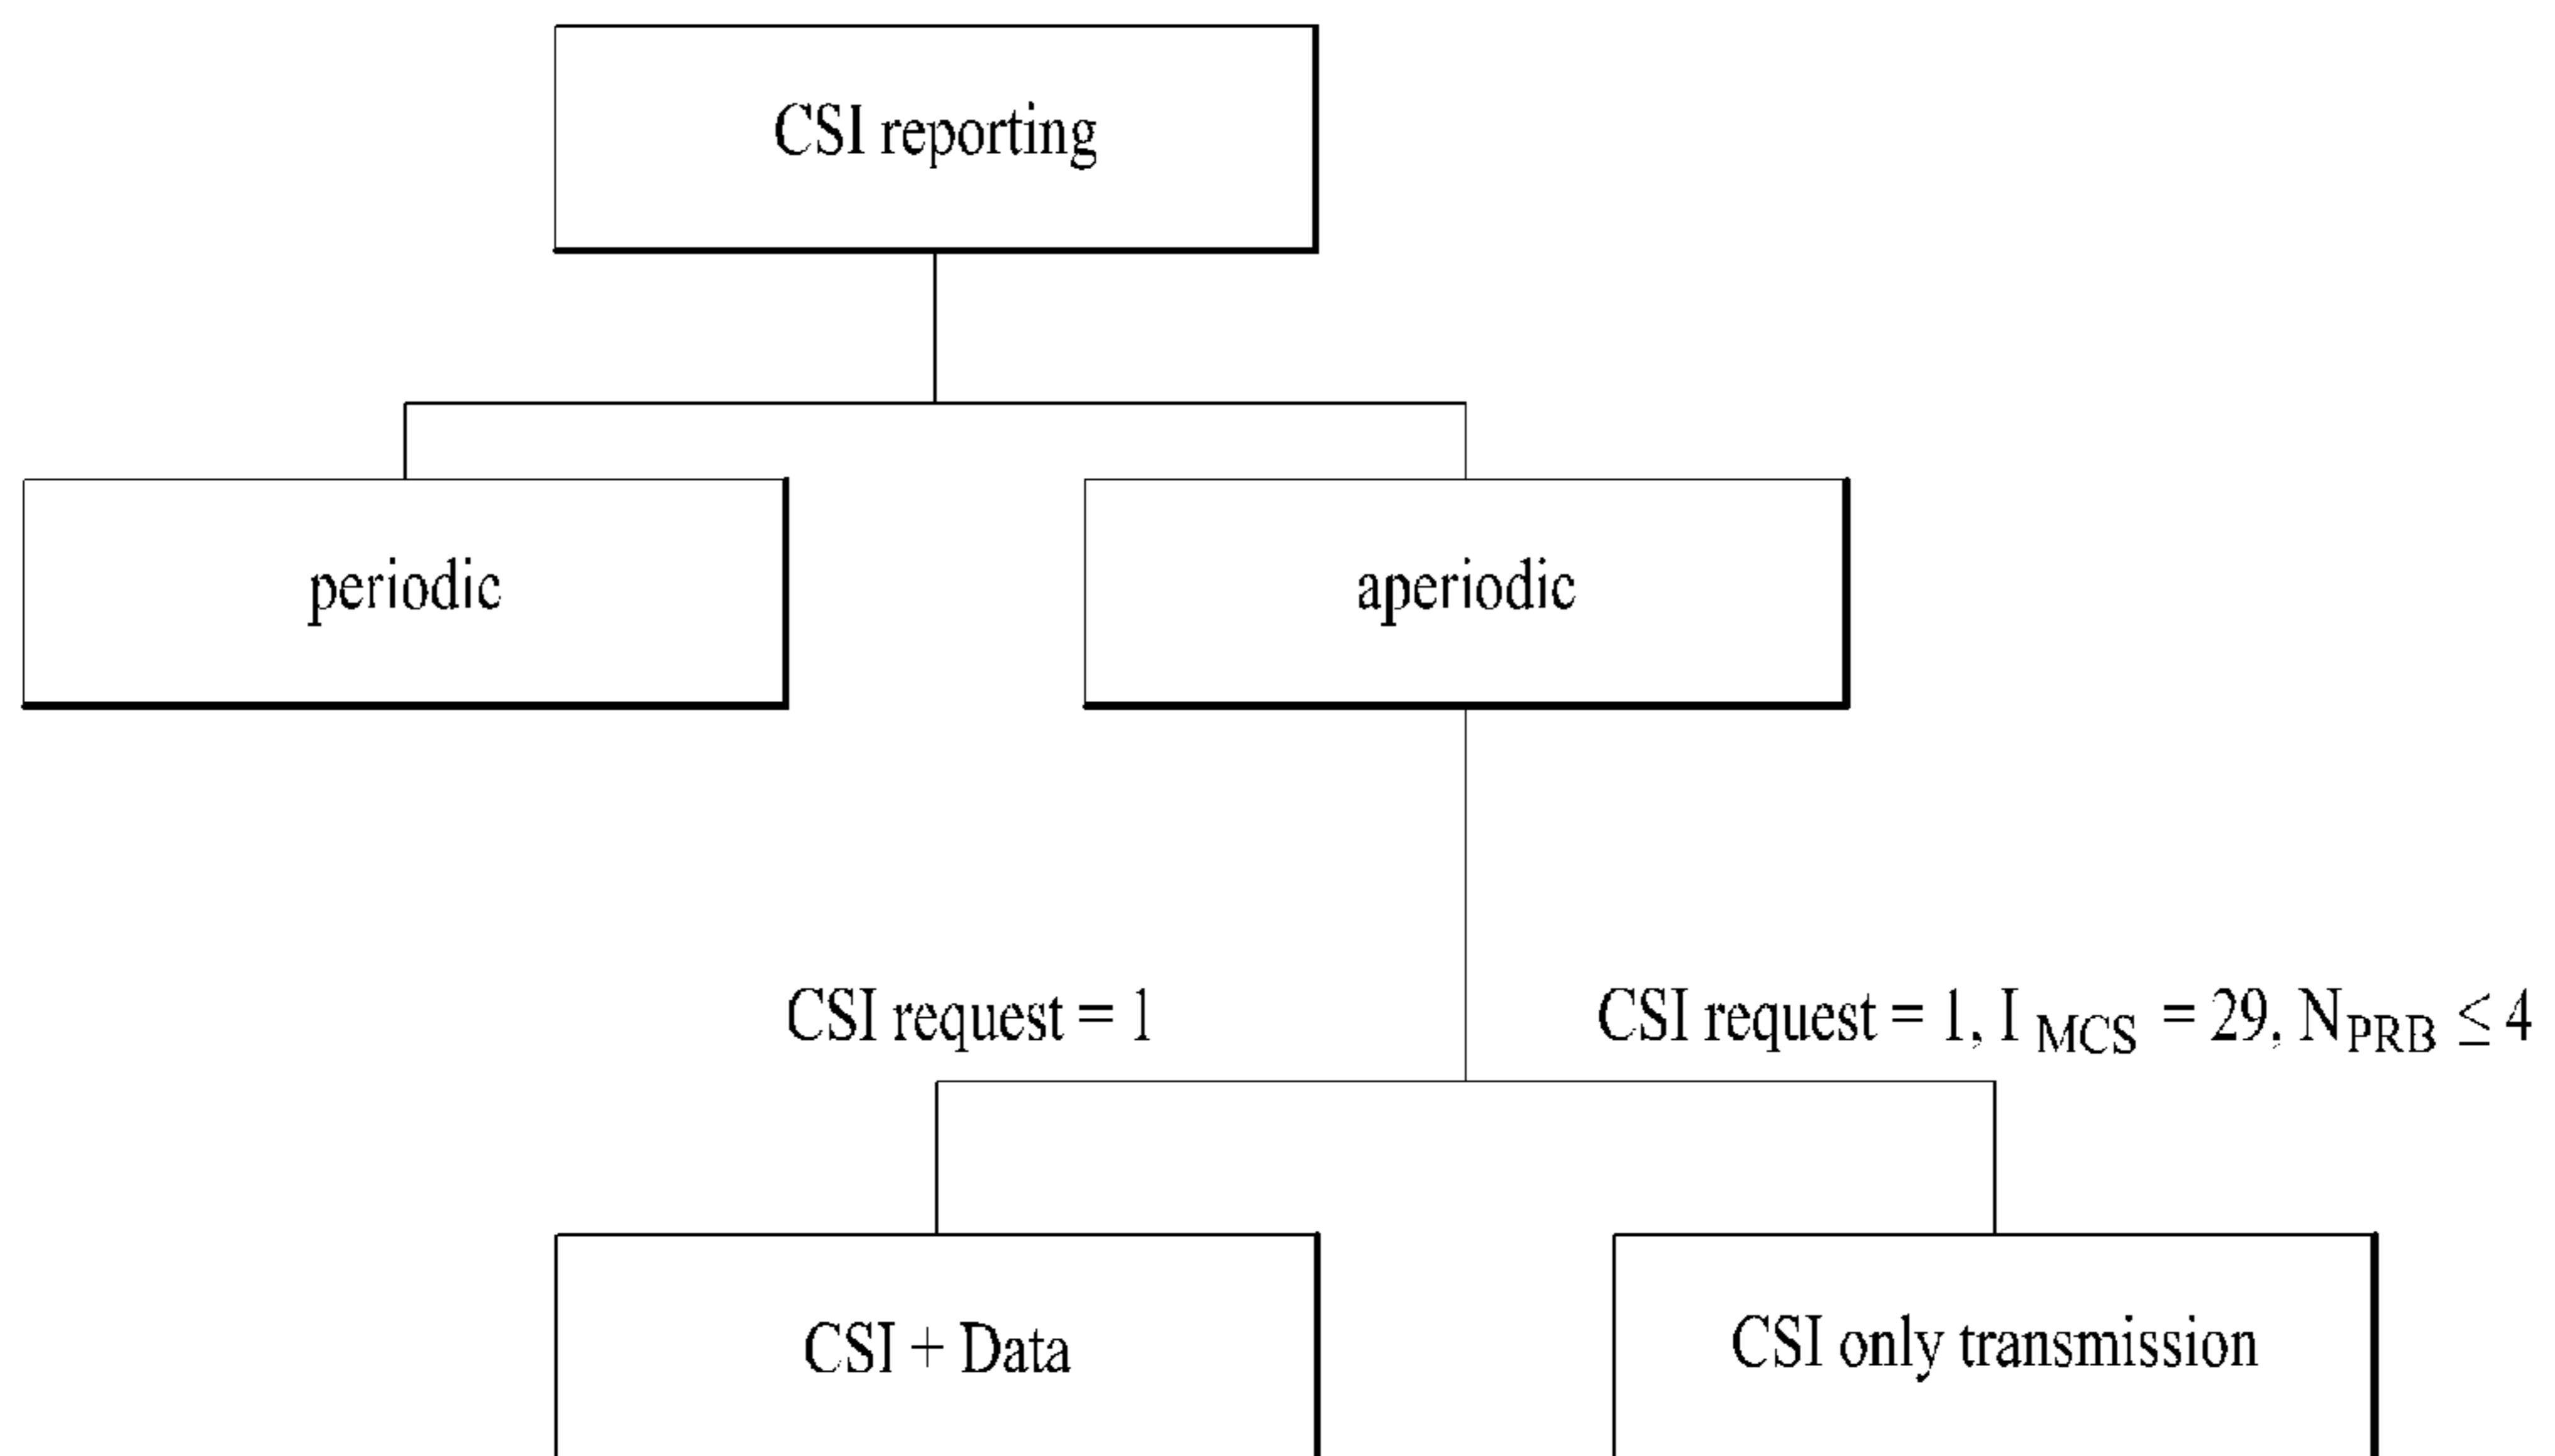 CSI reporting
periodic
aperiodic
CSI request = 1
CSI request = 1, I MCS = 29, NPRB ≤ 4
CSI + Data
CSI only transmission